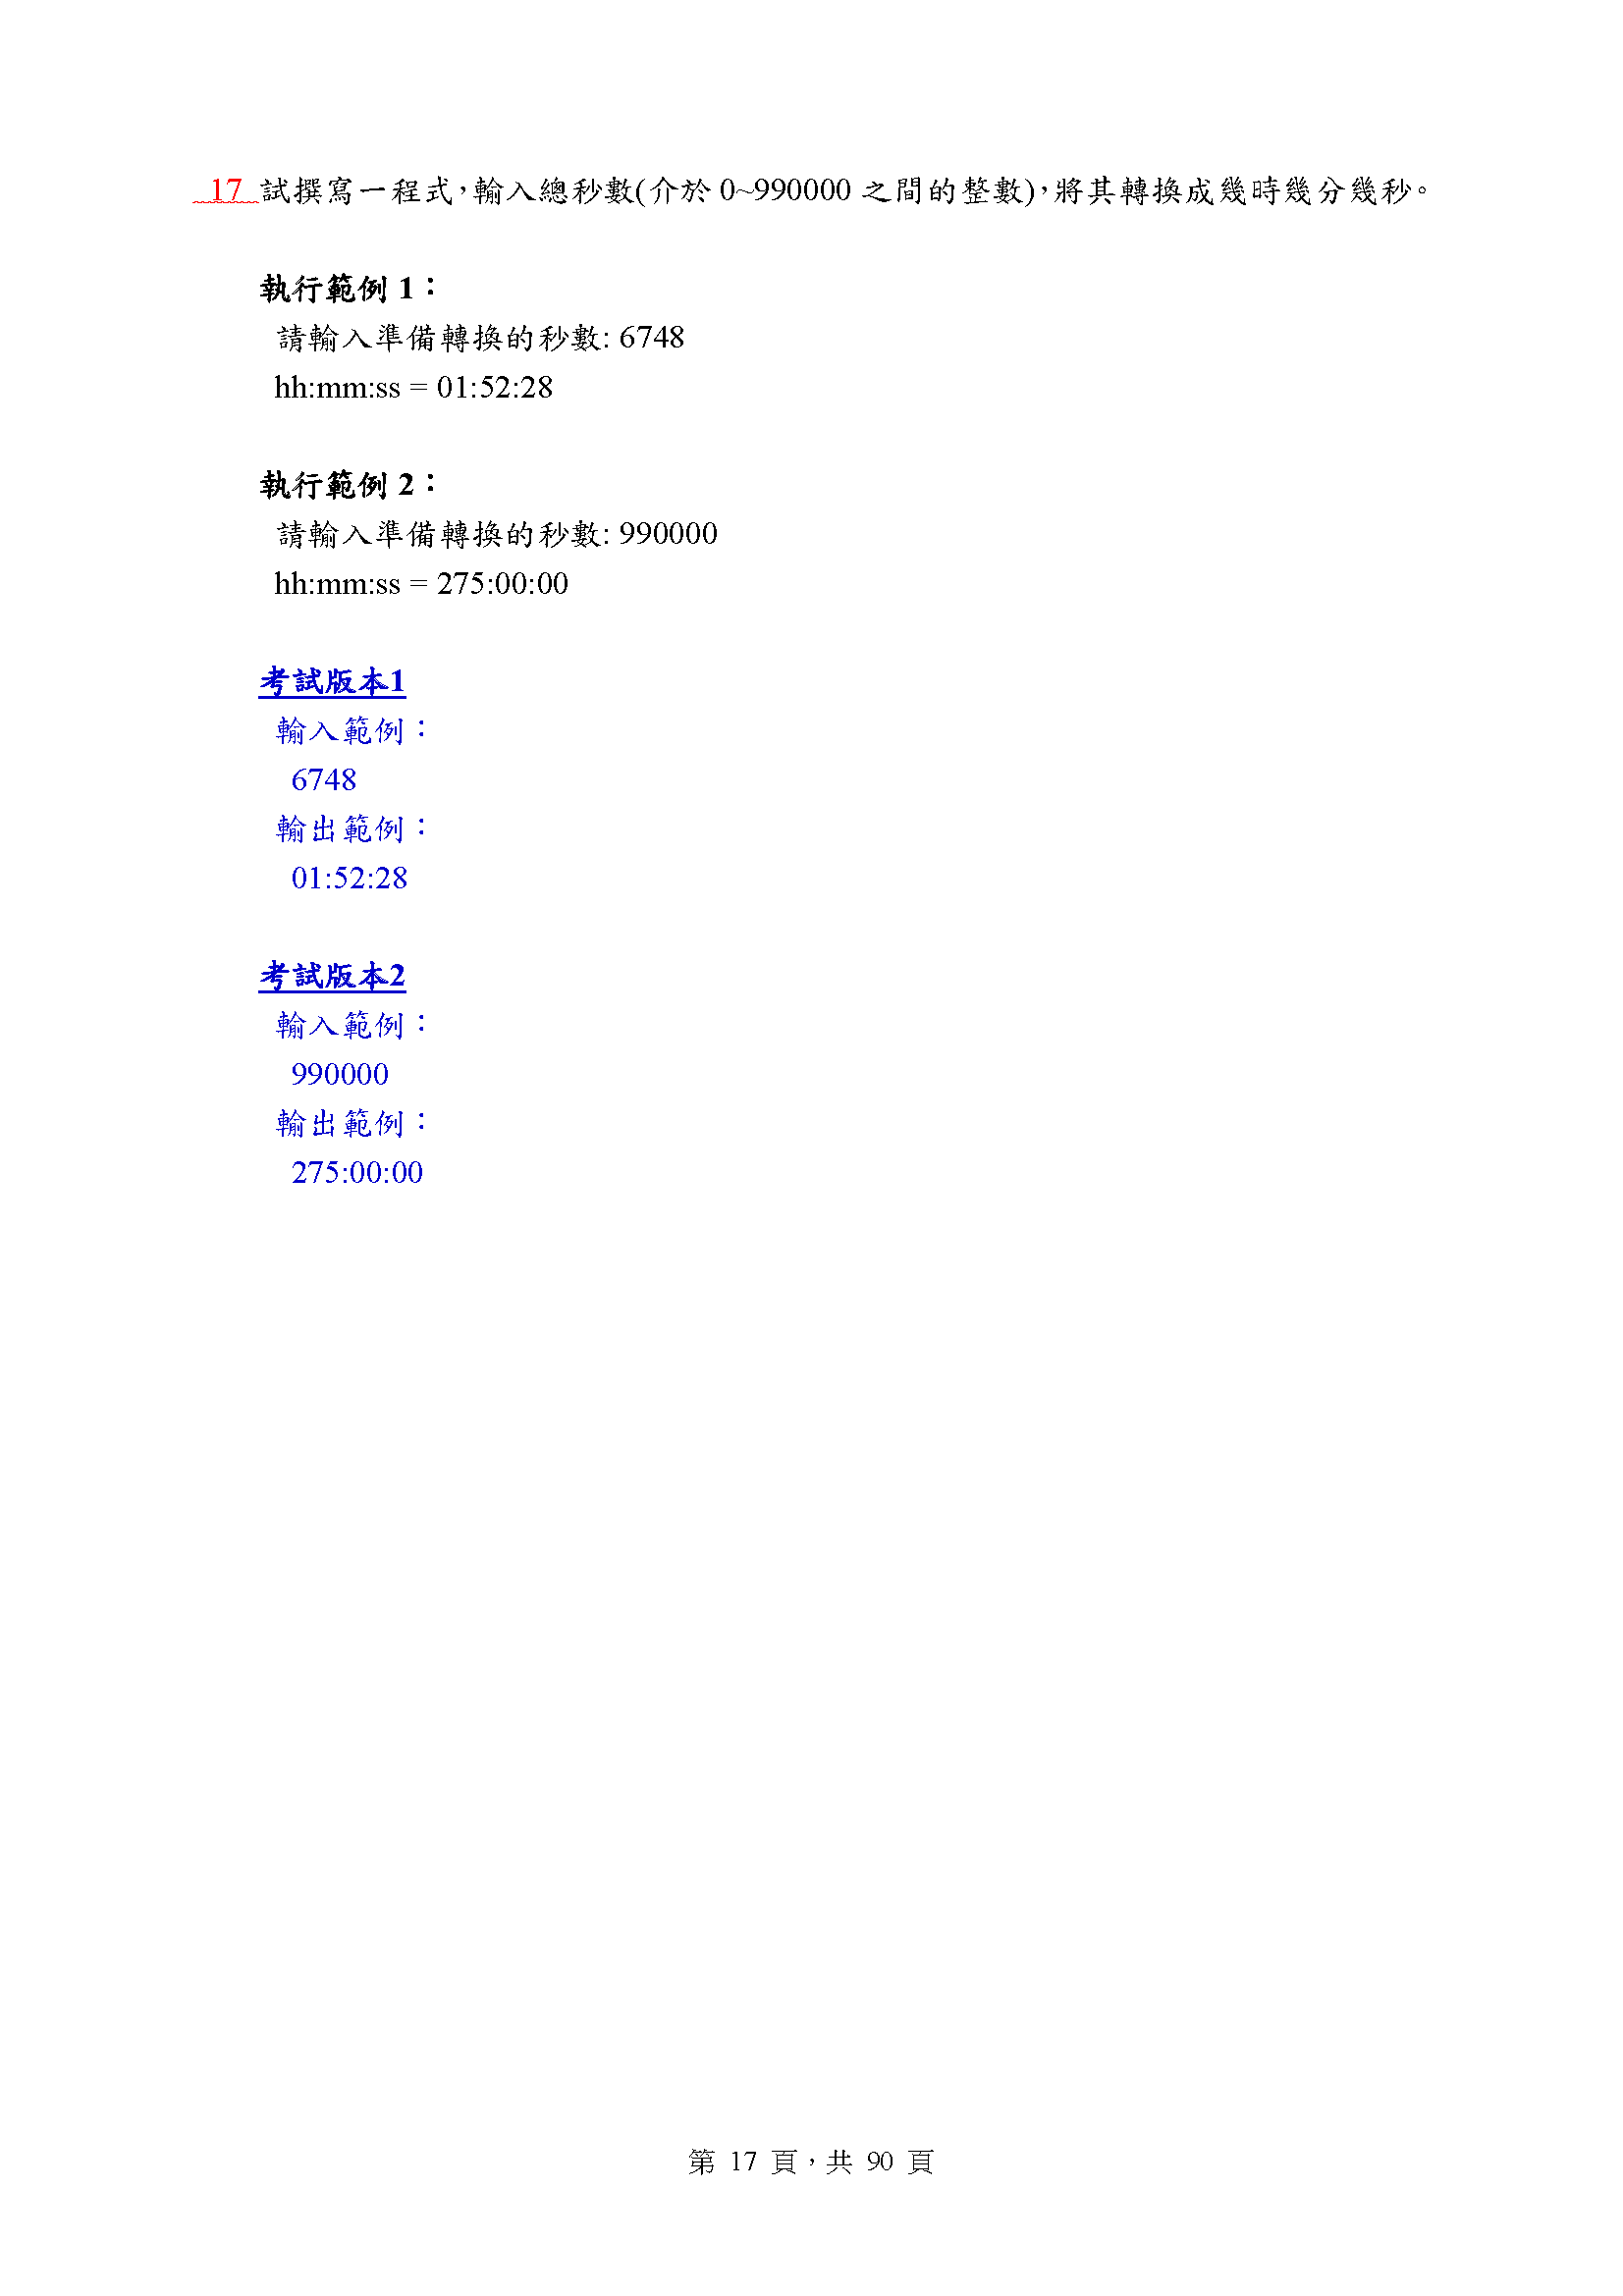 17 試撰寫一程式，輸入總秒數(介於 0~990000 之間的整數)，將其轉換成幾時幾分幾秒。
執行範例 1：
請輸入準備轉換的秒數: 6748
hh:mm:ss = 01:52:28
執行範例 2：
請輸入準備轉換的秒數: 990000
hh:mm:ss = 275:00:00
考試版本1
輸入範例：
6748
輸出範例：
01:52:28
考試版本2
輸入範例：
990000
輸出範例：
275:00:00
第 17 頁，共 90 頁